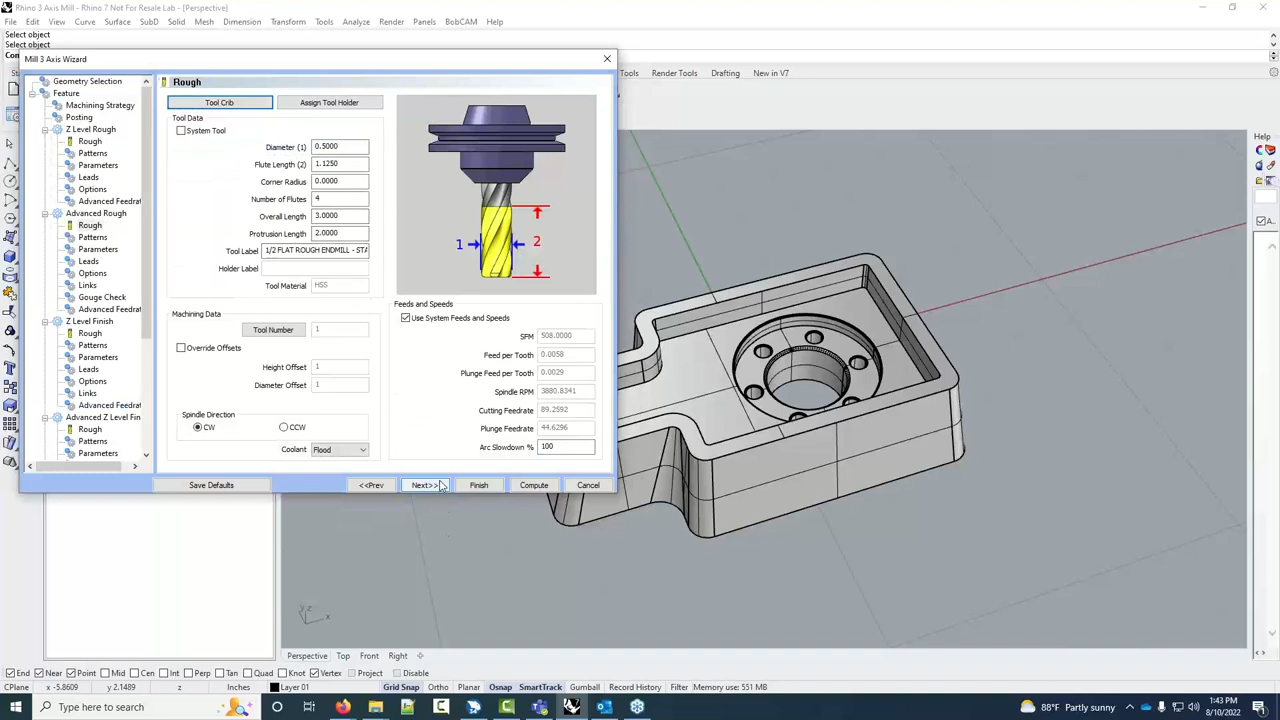 Rhino 3 Axis Mill - Rhino 7 Not For Resale Lab - [Perspective]
File Edit View Curve Surface SubD Solid Mesh Dimension Transform Tools Analyze Render Panels BobCAM Help
Select object
Select object
Tools Render Tools Drafting New in V7
Mill 3 Axis Wizard
Geometry Selection
Feature
Machining Strategy
Posting
Z Level Rough
Rough
Patterns
Parameters
Leads
Options
Advanced Feedrat
Advanced Rough
Rough
Patterns
Parameters
Leads
Options
Links
Gouge Check
Advanced Feedrat
Z Level Finish
Rough
Patterns
Parameters
Leads
Options
Links
Advanced Feedrat
Advanced Z Level Fin
Rough
Patterns
Parameters
Rough
Tool Crib Assign Tool Holder
Tool Data
System Tool
Diameter (1) 0.5000
Flute Length (2) 1.1250
Corner Radius 0.0000
Number of Flutes 4
Overall Length 3.0000
Protrusion Length 2.0000
Tool Label 1/2 FLAT ROUGH ENDMILL - STA
Holder Label
Tool Material HSS
1 2
Machining Data
Tool Number 1
Override Offsets
Height Offset 1
Diameter Offset 1
Spindle Direction
CW CCW
Coolant Flood
Feeds and Speeds
Use System Feeds and Speeds
SFM 508.0000
Feed per Tooth 0.0058
Plunge Feed per Tooth 0.0029
Spindle RPM 3880.8341
Cutting Feedrate 89.2592
Plunge Feedrate 44.6296
Arc Slowdown % 100
Save Defaults <<Prev Next>> Finish Compute Cancel
Help
x
Perspective Top Front Right
End Near Point Mid Cen Int Perp Tan Quad Knot Vertex Project Disable
CPlane x -5.8609 y 2.1489 z Inches Layer 01 Grid Snap Ortho Planar Osnap SmartTrack Gumball Record History Filter Memory use: 551 MB
Type here to search
88°F Partly sunny
1:43 PM
8/10/2022